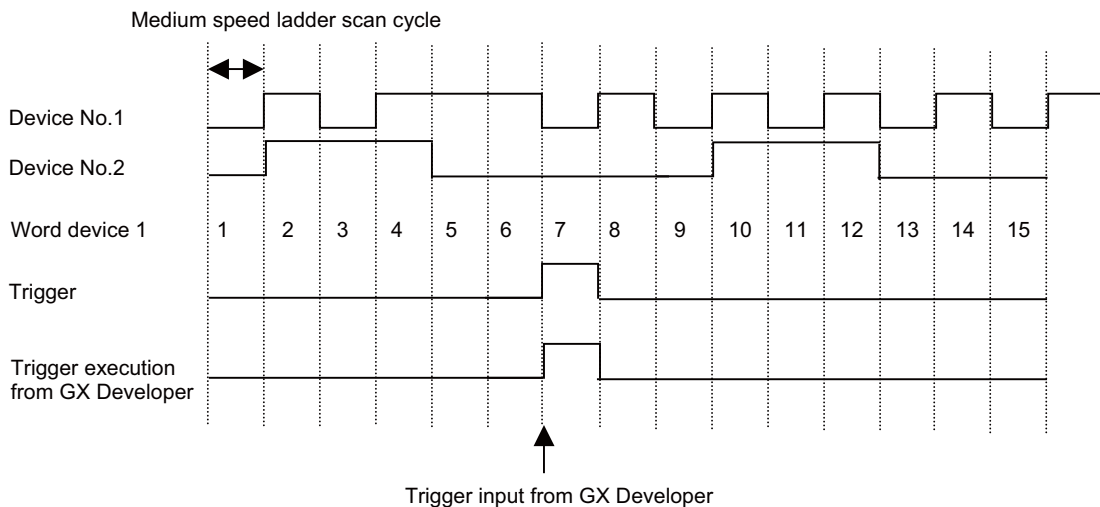 Medium speed ladder scan cycle
Device No.1
Device No.2
Word device 1 1 2 3 4 5 6 7 8 9 10 11 12 13 14 15
Trigger
Trigger execution
from GX Developer
Trigger input from GX Developer